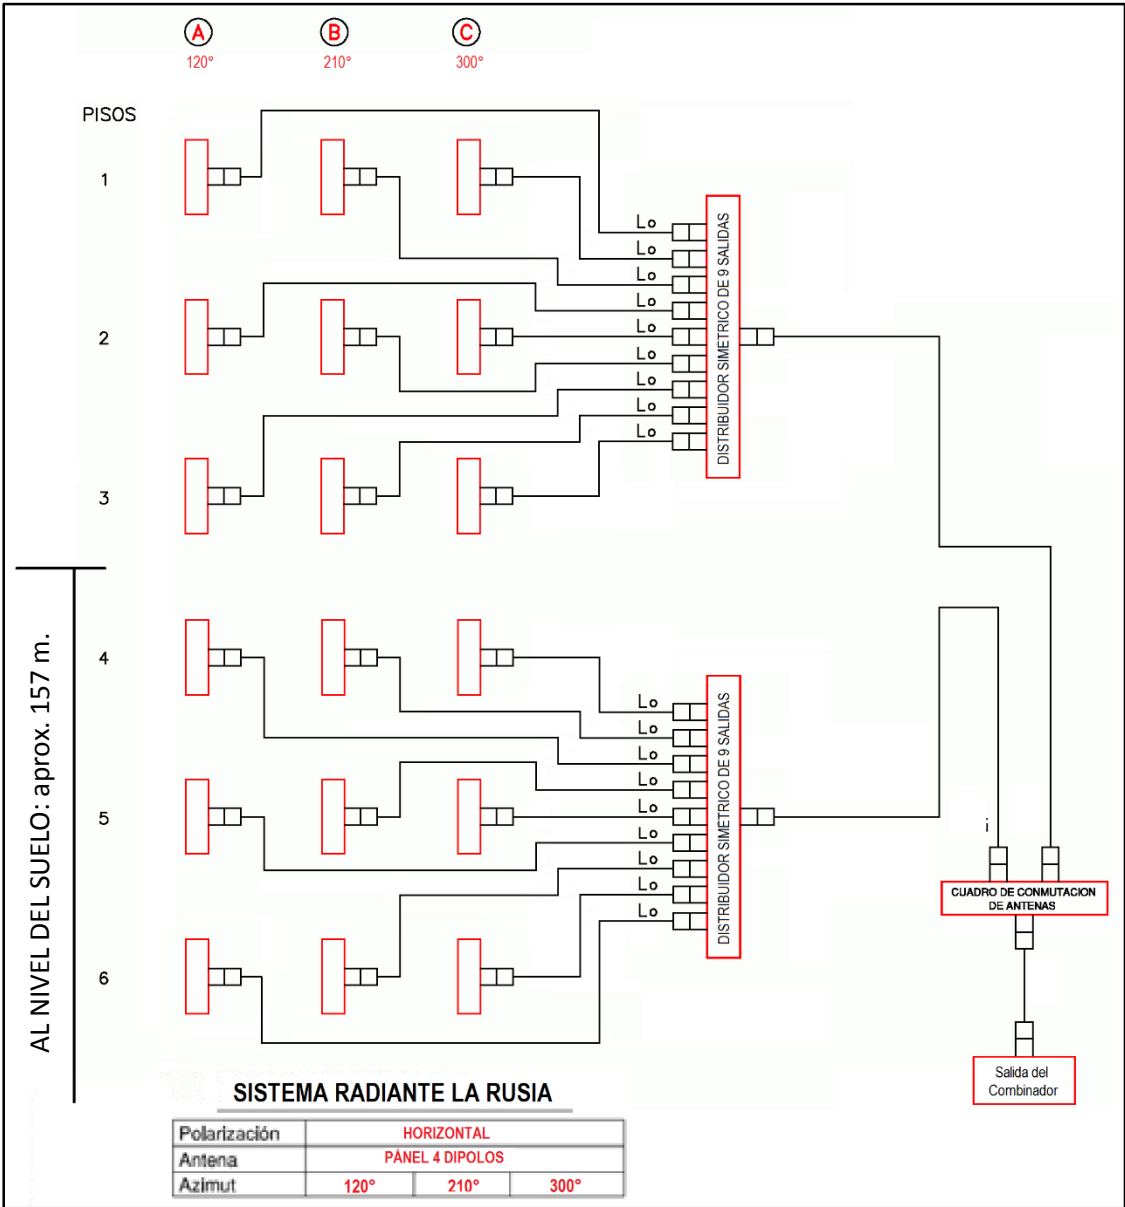 A B C
120° 210° 300°
PISOS
1
2
3
4
5
6
Lo
Lo
Lo
Lo
Lo
Lo
Lo
Lo
Lo
DISTRIBUIDOR SIMÉTRICO DE 9 SALIDAS
AL NIVEL DEL SUELO: aprox. 157 m.
Lo
Lo
Lo
Lo
Lo
Lo
Lo
Lo
Lo
DISTRIBUIDOR SIMÉTRICO DE 9 SALIDAS
i
CUADRO DE CONMUTACION
DE ANTENAS
Salida del
Combinador
SISTEMA RADIANTE LA RUSIA
Polarización HORIZONTAL
Antena PÁNEL 4 DIPOLOS
Azimut 120° 210° 300°